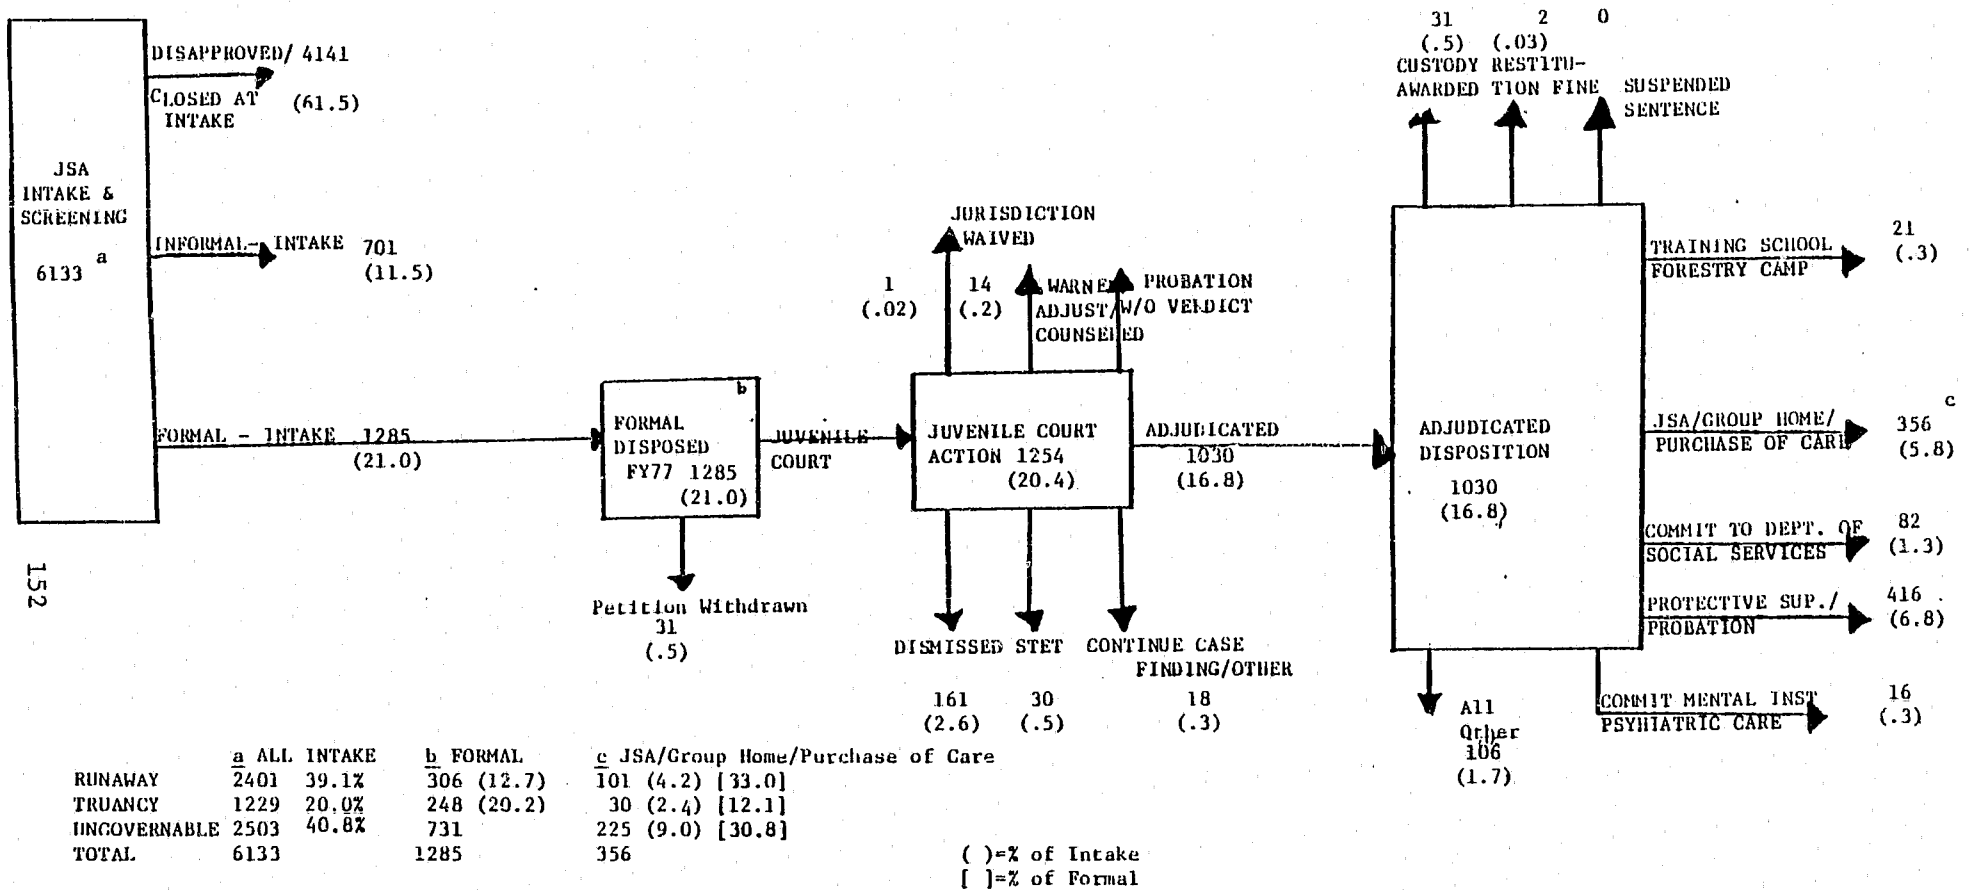 31 2 0
(.5) (.03)
CUSTODY RESTITU-
AWARDED TION FINE SUSPENDED
SENTENCE
DISAPPROVED/ 4141
CLOSED AT (61.5)
INTAKE
JSA
INTAKE &
SCREENING
6133 a
INFORMAL- INTAKE 701
(11.5)
FORMAL - INTAKE 1285
(21.0)
b
FORMAL
DISPOSED
FY77 1285
(21.0)
Petition Withdrawn
31
(.5)
JUVENILE
COURT
JURISDICTION
WAIVED
1 14
(.02) (.2)
WARNED PROBATION
ADJUST/W/O VERDICT
COUNSELED
JUVENILE COURT
ACTION 1254
(20.4)
ADJUDICATED
1030
(16.8)
DISMISSED STET CONTINUE CASE
FINDING/OTHER
161 30 18
(2.6) (.5) (.3)
ADJUDICATED
DISPOSITION
1030
(16.8)
TRAINING SCHOOL 21
FORESTRY CAMP (.3)
JSA/GROUP HOME/ 356 c
PURCHASE OF CARE (5.8)
COMMIT TO DEPT. OF 82
SOCIAL SERVICES (1.3)
PROTECTIVE SUP./ 416
PROBATION (6.8)
COMMIT MENTAL INST 16
PSYHIATRIC CARE (.3)
All
Other
106
(1.7)
152
a ALL INTAKE b FORMAL c JSA/Group Home/Purchase of Care
RUNAWAY 2401 39.1% 306 (12.7) 101 (4.2) [33.0]
TRUANCY 1229 20.0% 248 (20.2) 30 (2.4) [12.1]
UNGOVERNABLE 2503 40.8% 731 225 (9.0) [30.8]
TOTAL 6133 1285 356
( )=% of Intake
[ ]=% of Formal